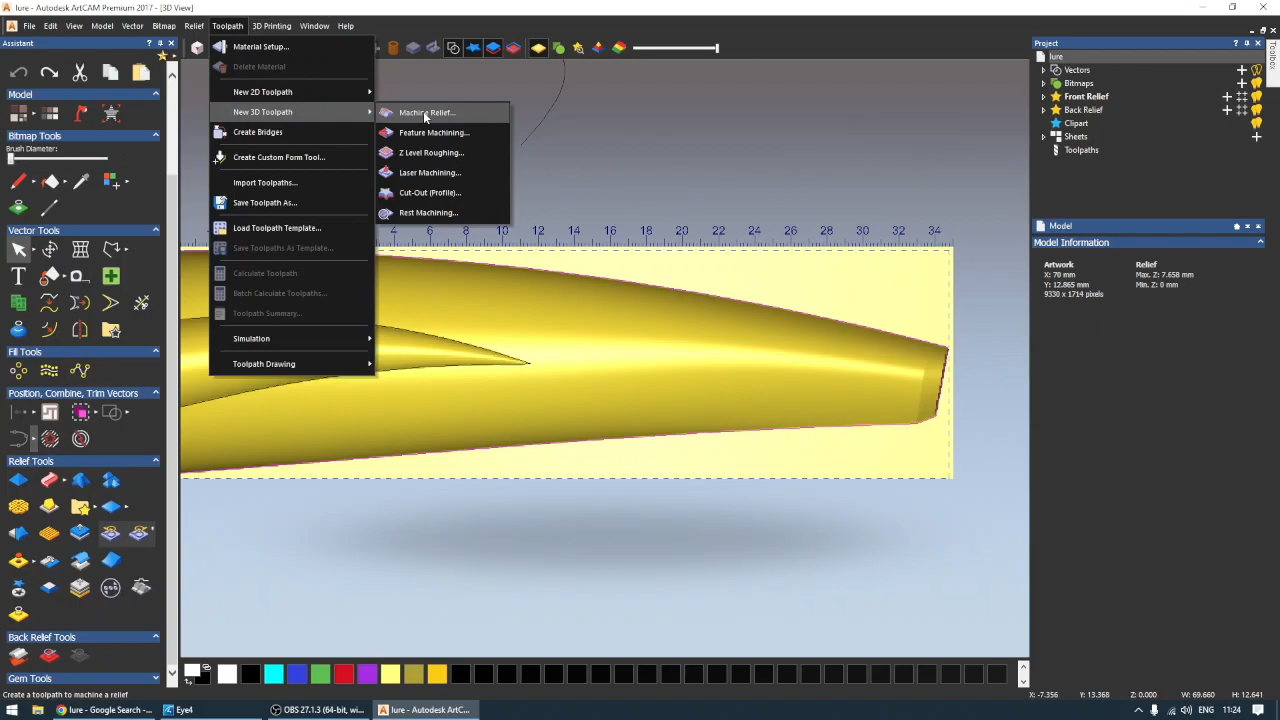 lure - Autodesk ArtCAM Premium 2017 - [3D View]
File Edit View Model Vector Bitmap Relief Toolpath 3D Printing Window Help
Assistant
Model
Bitmap Tools
Brush Diameter:
Vector Tools
Fill Tools
Position, Combine, Trim Vectors
Relief Tools
Back Relief Tools
Gem Tools
Material Setup...
Delete Material
New 2D Toolpath
New 3D Toolpath
Create Bridges
Create Custom Form Tool...
Import Toolpaths...
Save Toolpath As...
Load Toolpath Template...
Save Toolpaths As Template...
Calculate Toolpath
Batch Calculate Toolpaths...
Toolpath Summary...
Simulation
Toolpath Drawing
Machine Relief...
Feature Machining...
Z Level Roughing...
Laser Machining...
Cut-Out (Profile)...
Rest Machining...
4 6 8 10 12 14 16 18 20 22 24 26 28 30 32 34
Project
lure
Vectors
Bitmaps
Front Relief
Back Relief
Clipart
Sheets
Toolpaths
Toolbox
Model
Model Information
Artwork Relief
X: 70 mm Max. Z: 7.658 mm
Y: 12.865 mm Min. Z: 0 mm
9330 x 1714 pixels
Create a toolpath to machine a relief
X: -7.356 Y: 13.368 Z: 0.000 W: 69.660 H: 12.641
lure - Google Search -... Eye4 OBS 27.1.3 (64-bit, w... lure - Autodesk ArtC... ENG 11:24